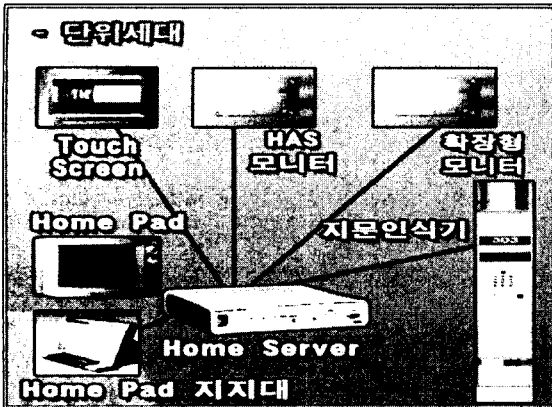 - 단위세대
Touch
Screen
HAS
모니터
확장형
모니터
Home Pad
지문인식기
303
Home Server
Home Pad 지지대